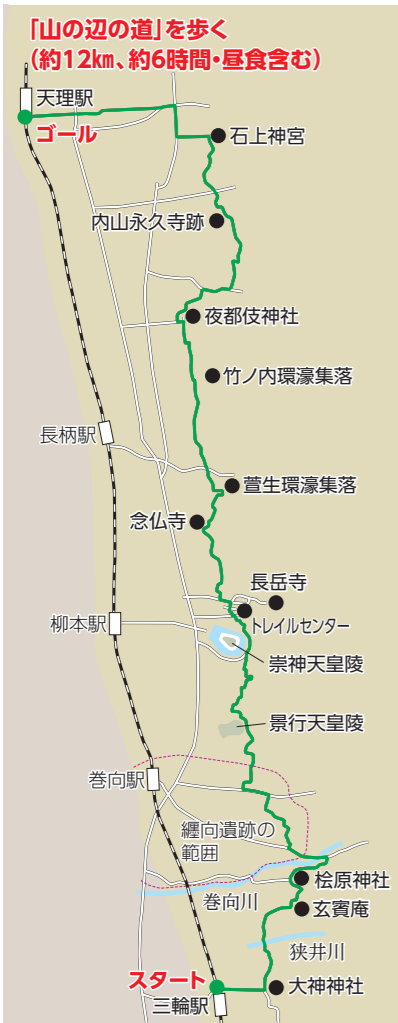 「山の辺の道」を歩く
(約12㎞、約6時間・昼食含む)
天理駅
ゴール
石上神宮
内山永久寺跡
夜都伎神社
竹ノ内環濠集落
長柄駅
萱生環濠集落
念仏寺
長岳寺
柳本駅
トレイルセンター
崇神天皇陵
景行天皇陵
巻向駅
纒向遺跡の
範囲
桧原神社
巻向川
玄賓庵
狭井川
スタート
大神神社
三輪駅